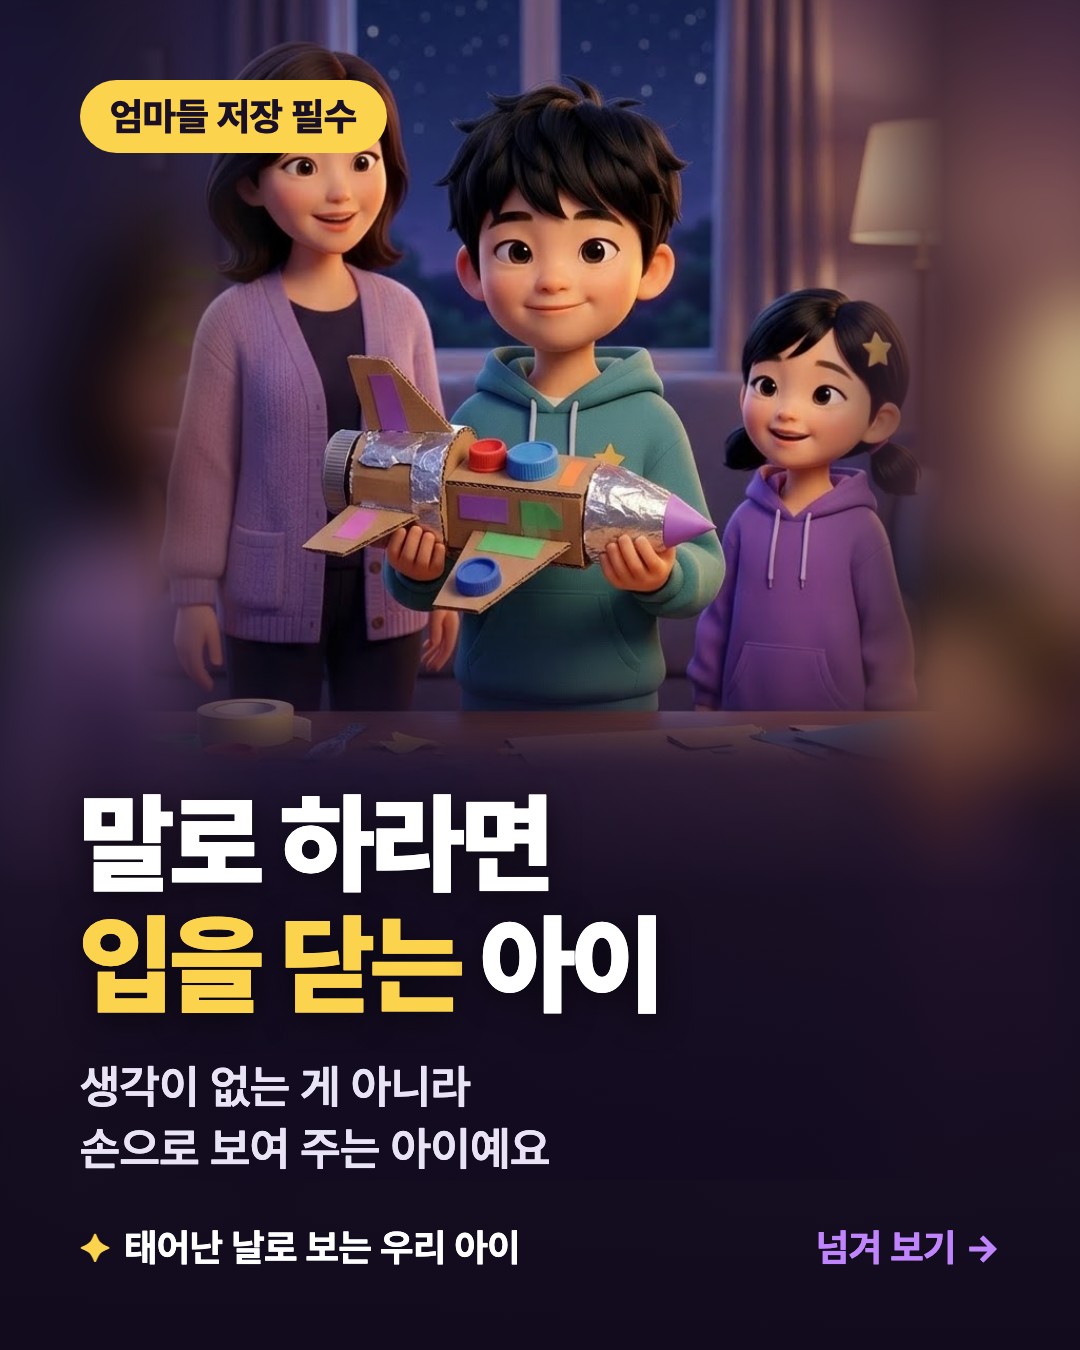 엄마들 저장 필수
말로 하라면
입을 닫는 아이
생각이 없는 게 아니라
손으로 보여 주는 아이예요
태어난 날로 보는 우리 아이
넘겨 보기 →